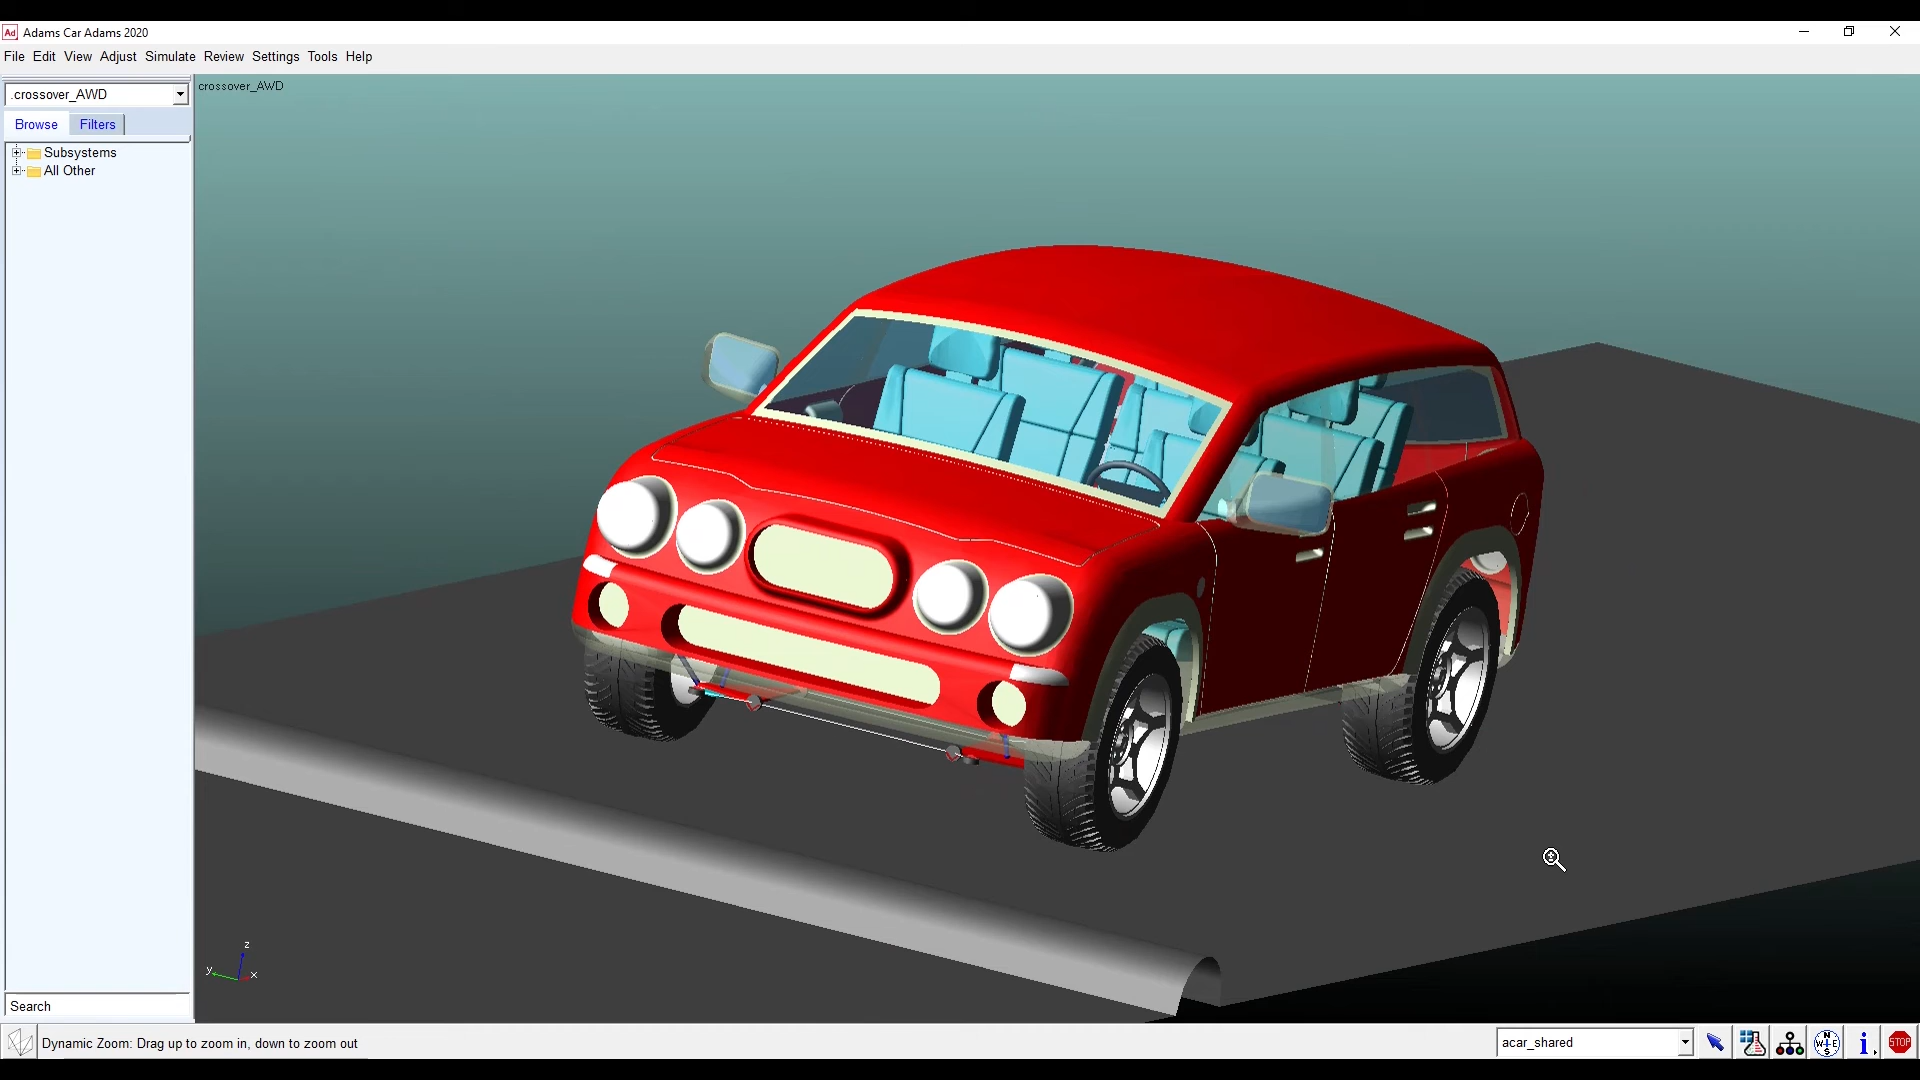 Ad Adams Car Adams 2020
File Edit View Adjust Simulate Review Settings Tools Help
.crossover_AWD
crossover_AWD
Browse Filters
Subsystems
All Other
z
y x
Search
Dynamic Zoom: Drag up to zoom in, down to zoom out
acar_shared
N
W E
S
i
STOP